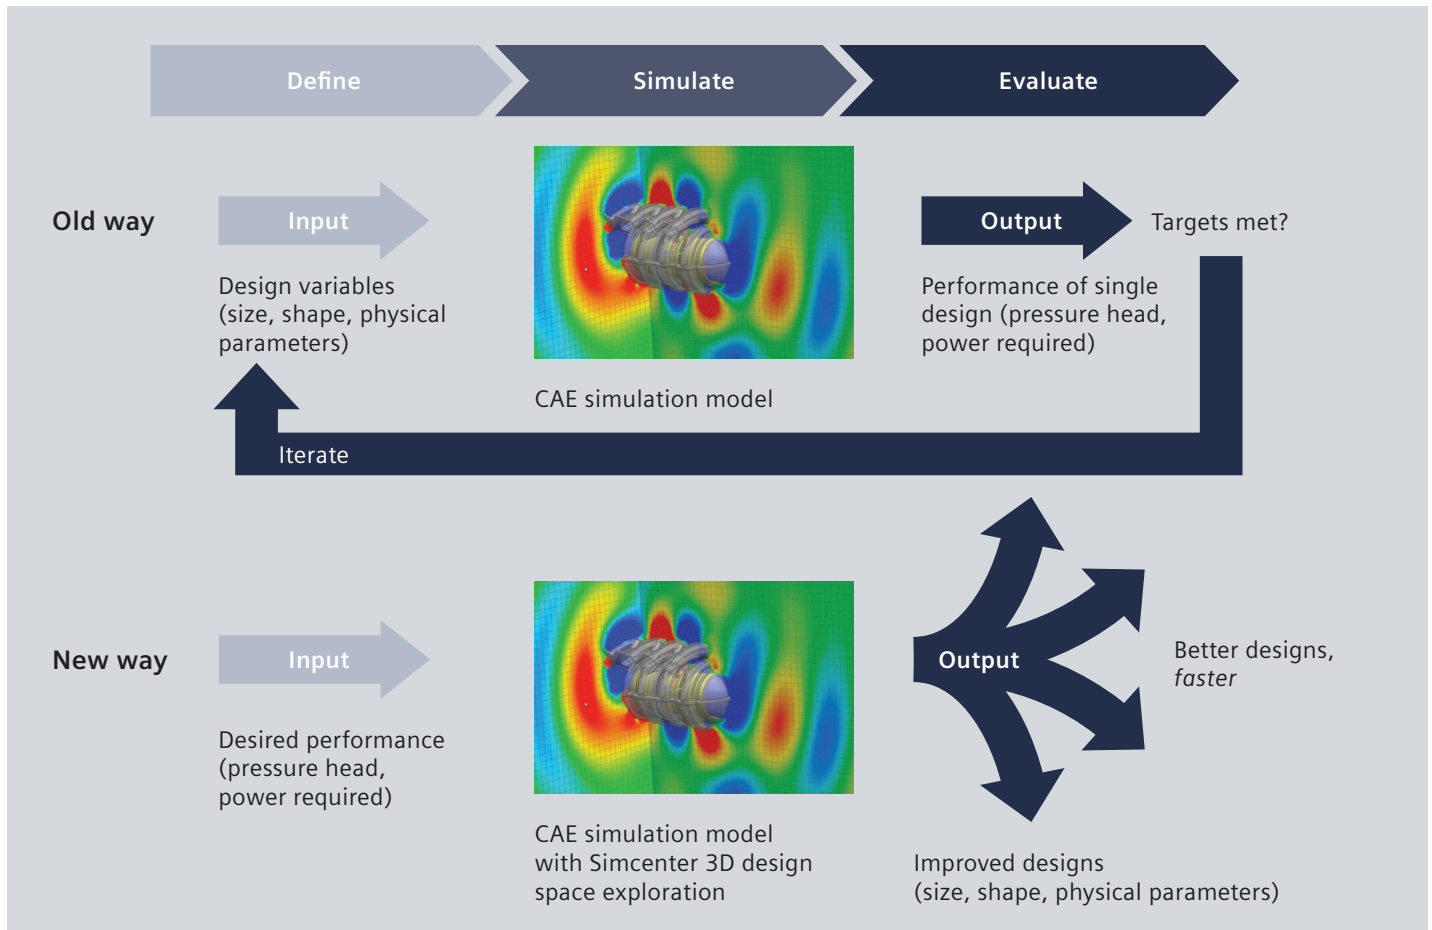 Define
Simulate
Evaluate
Old way
Input
Output
Targets met?
Design variables
(size, shape, physical
parameters)
Performance of single
design (pressure head,
power required)
CAE simulation model
Iterate
New way
Input
Output
Better designs,
faster
Desired performance
(pressure head,
power required)
CAE simulation model
with Simcenter 3D design
space exploration
Improved designs
(size, shape, physical parameters)